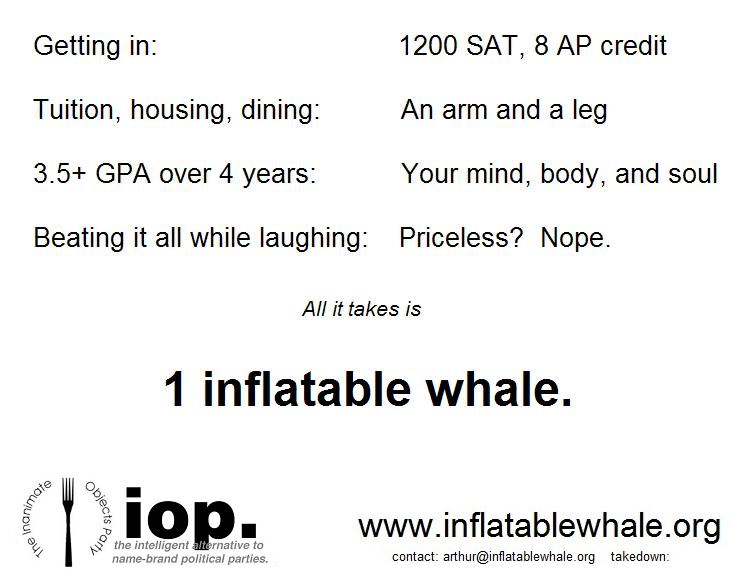 Getting in: 1200 SAT, 8 AP credit
Tuition, housing, dining: An arm and a leg
3.5+ GPA over 4 years: Your mind, body, and soul
Beating it all while laughing: Priceless? Nope.
All it takes is
1 inflatable whale.
The Inanimate Objects Party
iop.
the intelligent alternative to
name-brand political parties.
www.inflatablewhale.org
contact: arthur@inflatablewhale.org takedown: